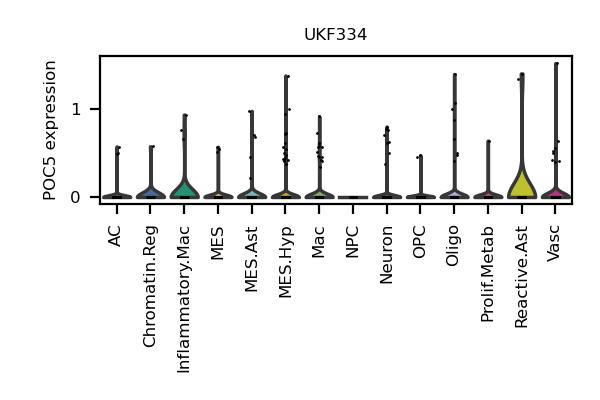 UKF334
POC5 expression
1
0
AC
Chromatin.Reg
Inflammatory.Mac
MES
MES.Ast
MES.Hyp
Mac
NPC
Neuron
OPC
Oligo
Prolif.Metab
Reactive.Ast
Vasc